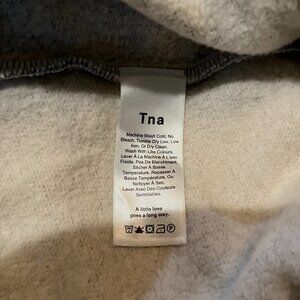 Tna
Machine Wash Cold, No
Bleach, Tumble Dry Low, Low
Iron, Or Dry Clean.
Wash With Like Colours.
Laver À La Machine À L'eau
Froide, Pas De Blanchiment,
Sécher À Basse
Température, Repasser À
Basse Température, Ou
Nettoyer À Sec.
Laver Avec Des Couleurs
Semblables.
A little love
goes a long way.